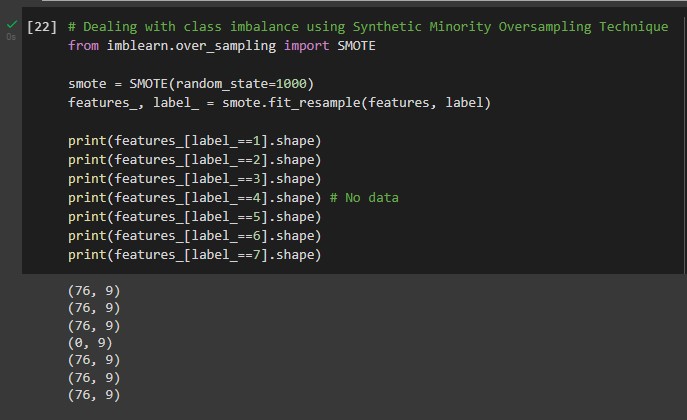 [22] # Dealing with class imbalance using Synthetic Minority Oversampling Technique
from imblearn.over_sampling import SMOTE
0s
smote = SMOTE(random_state=1000)
features_, label_ = smote.fit_resample(features, label)
print(features_[label_==1].shape)
print(features_[label_==2].shape)
print(features_[label_==3].shape)
print(features_[label_==4].shape) # No data
print(features_[label_==5].shape)
print(features_[label_==6].shape)
print(features_[label_==7].shape)
(76, 9)
(76, 9)
(76, 9)
(0, 9)
(76, 9)
(76, 9)
(76, 9)